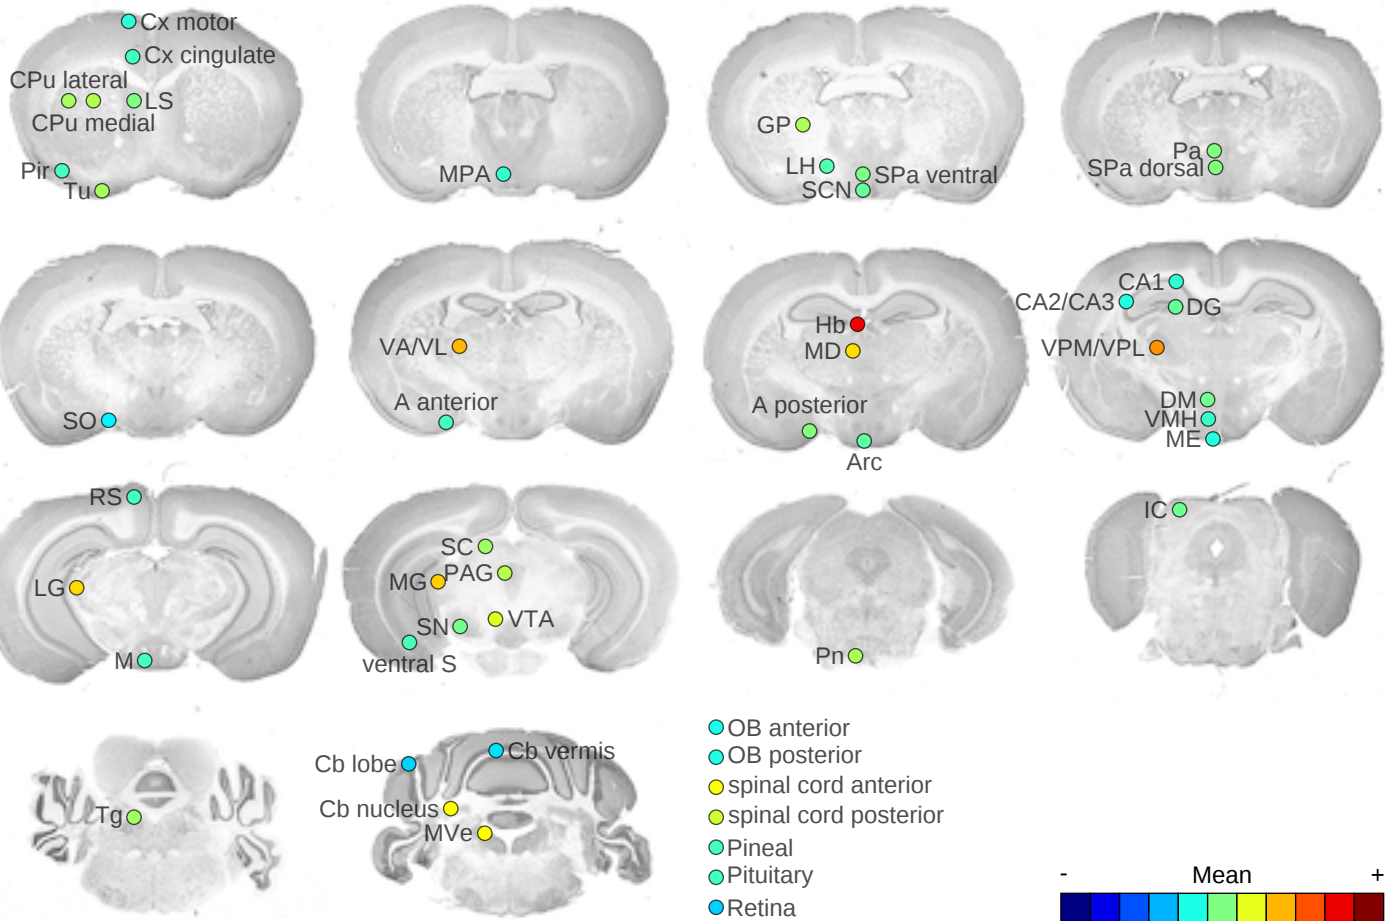 Cx motor
Cx cingulate
CPu lateral
LS
CPu medial
Pir
Tu
MPA
GP
LH
SPa ventral
SCN
Pa
SPa dorsal
SO
VA/VL
A anterior
Hb
MD
A posterior
Arc
CA1
CA2/CA3
DG
VPM/VPL
DM
VMH
ME
RS
LG
M
SC
PAG
MG
VTA
SN
ventral S
Pn
IC
Tg
Cb vermis
Cb lobe
Cb nucleus
MVe
OB anterior
OB posterior
spinal cord anterior
spinal cord posterior
Pineal
Pituitary
Retina
- Mean +